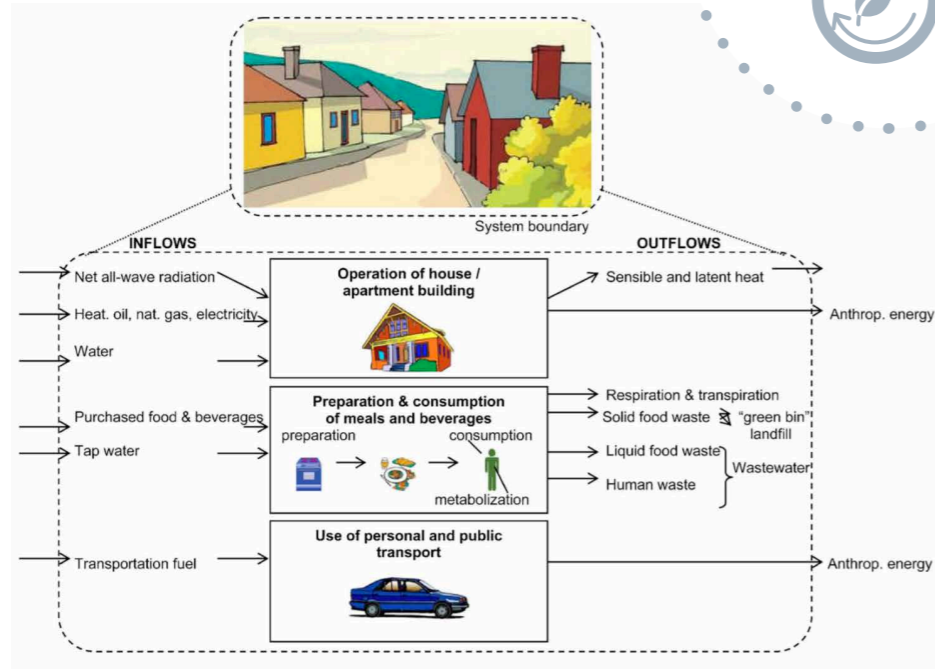 System boundary
INFLOWS
OUTFLOWS
Net all-wave radiation
Operation of house /
apartment building
Sensible and latent heat
Heat. oil, nat. gas, electricity
Anthrop. energy
Water
Purchased food & beverages
Tap water
Preparation & consumption
of meals and beverages
preparation
consumption
metabolization
Respiration & transpiration
Solid food waste
"green bin"
landfill
Liquid food waste
Human waste
Wastewater
Transportation fuel
Use of personal and public
transport
Anthrop. energy